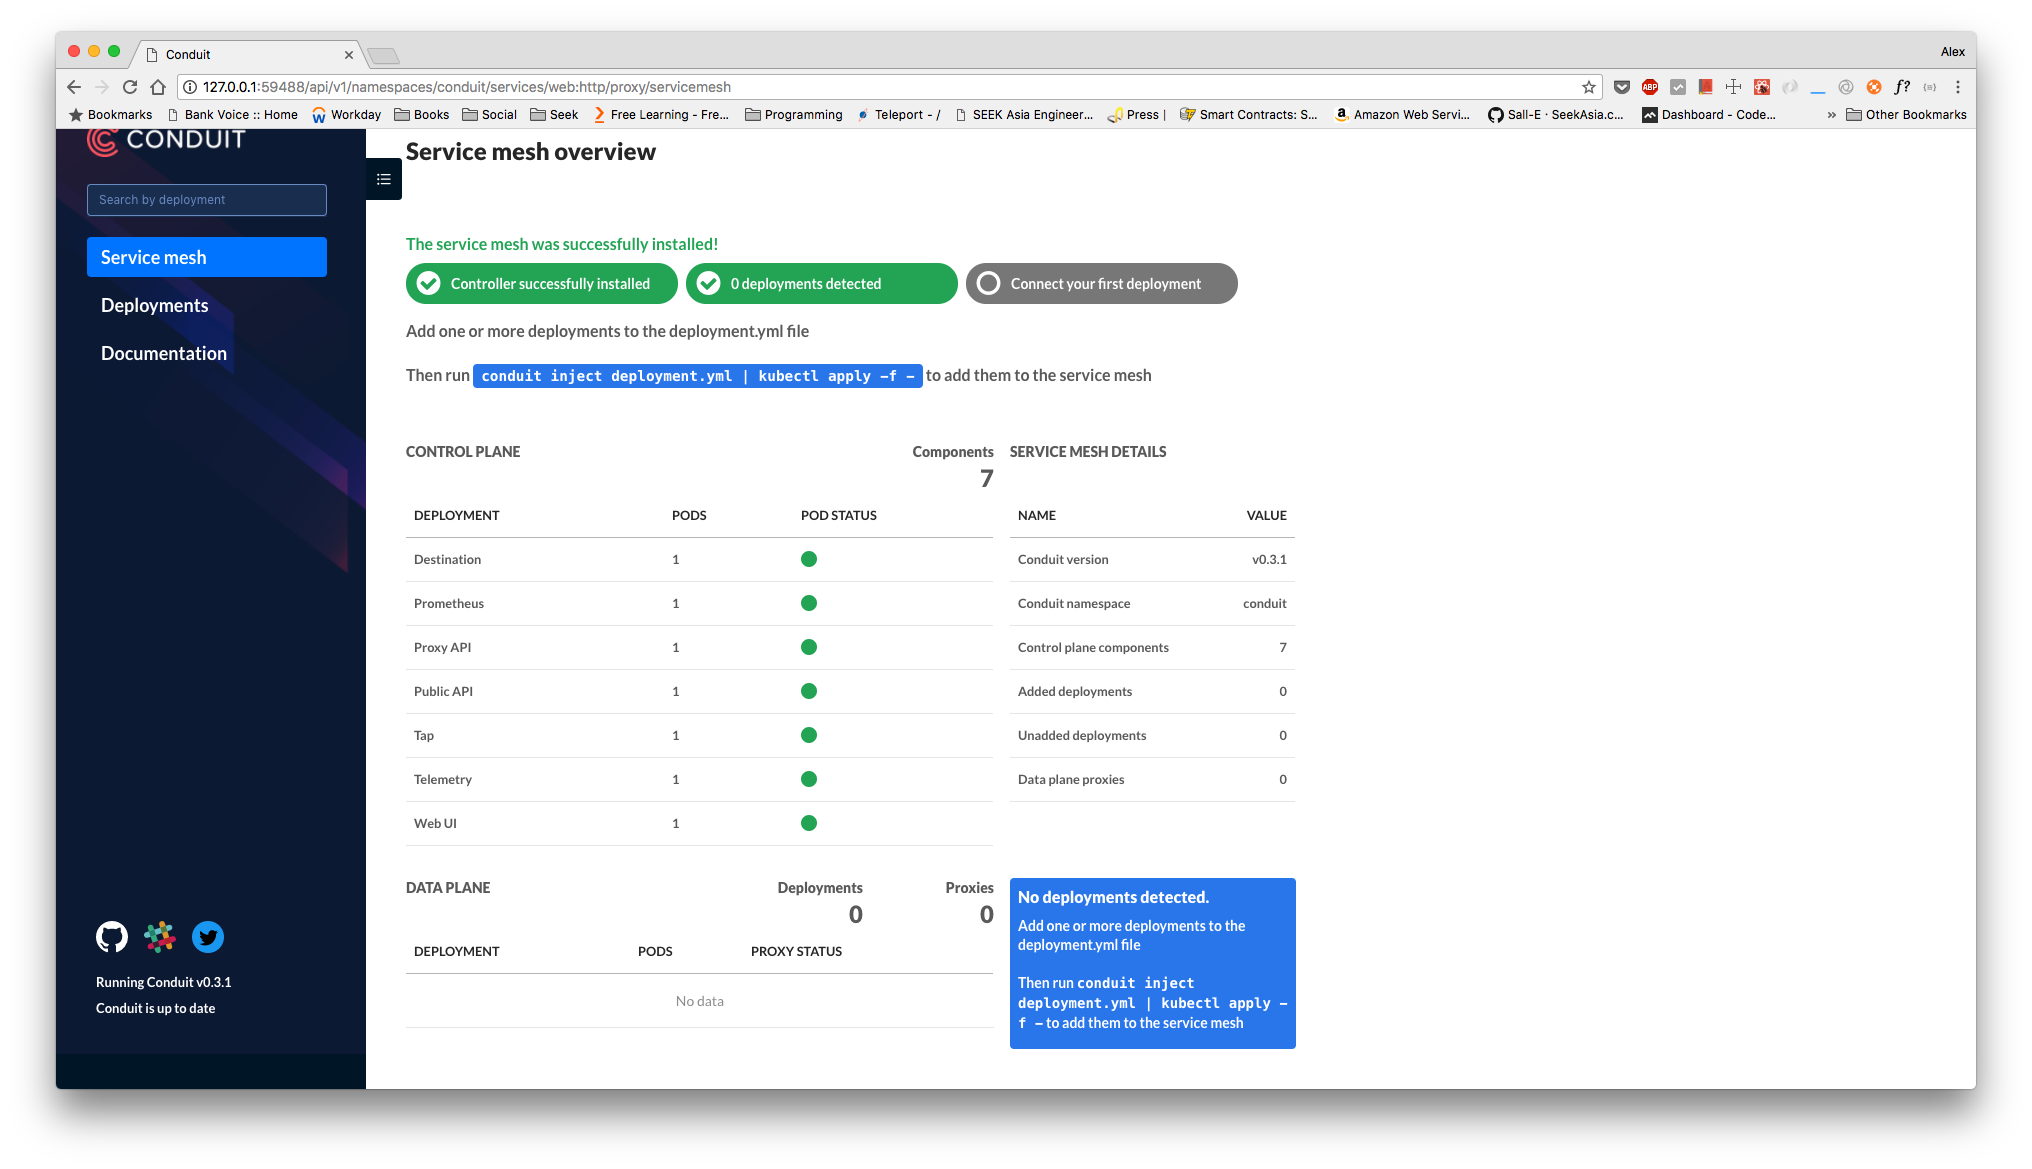 Conduit
Alex
127.0.0.1:59488/api/v1/namespaces/conduit/services/web:http/proxy/servicemesh
ABP
f?
Bookmarks
Bank Voice :: Home
Workday
Books
Social
Seek
Free Learning - Fre...
Programming
Teleport - /
SEEK Asia Engineer...
Press |
Smart Contracts: S...
Amazon Web Servi...
Sall-E · SeekAsia.c...
Dashboard - Code...
»
Other Bookmarks
CONDUIT
Search by deployment
Service mesh
Deployments
Documentation
Running Conduit v0.3.1
Conduit is up to date
Service mesh overview
The service mesh was successfully installed!
Controller successfully installed
0 deployments detected
Connect your first deployment
Add one or more deployments to the deployment.yml file
Then run conduit inject deployment.yml | kubectl apply -f - to add them to the service mesh
CONTROL PLANE
Components
7
DEPLOYMENT PODS POD STATUS
Destination 1
Prometheus 1
Proxy API 1
Public API 1
Tap 1
Telemetry 1
Web UI 1
SERVICE MESH DETAILS
NAME VALUE
Conduit version v0.3.1
Conduit namespace conduit
Control plane components 7
Added deployments 0
Unadded deployments 0
Data plane proxies 0
DATA PLANE
Deployments
0
Proxies
0
DEPLOYMENT PODS PROXY STATUS
No data
No deployments detected.
Add one or more deployments to the
deployment.yml file
Then run conduit inject
deployment.yml | kubectl apply -
f - to add them to the service mesh